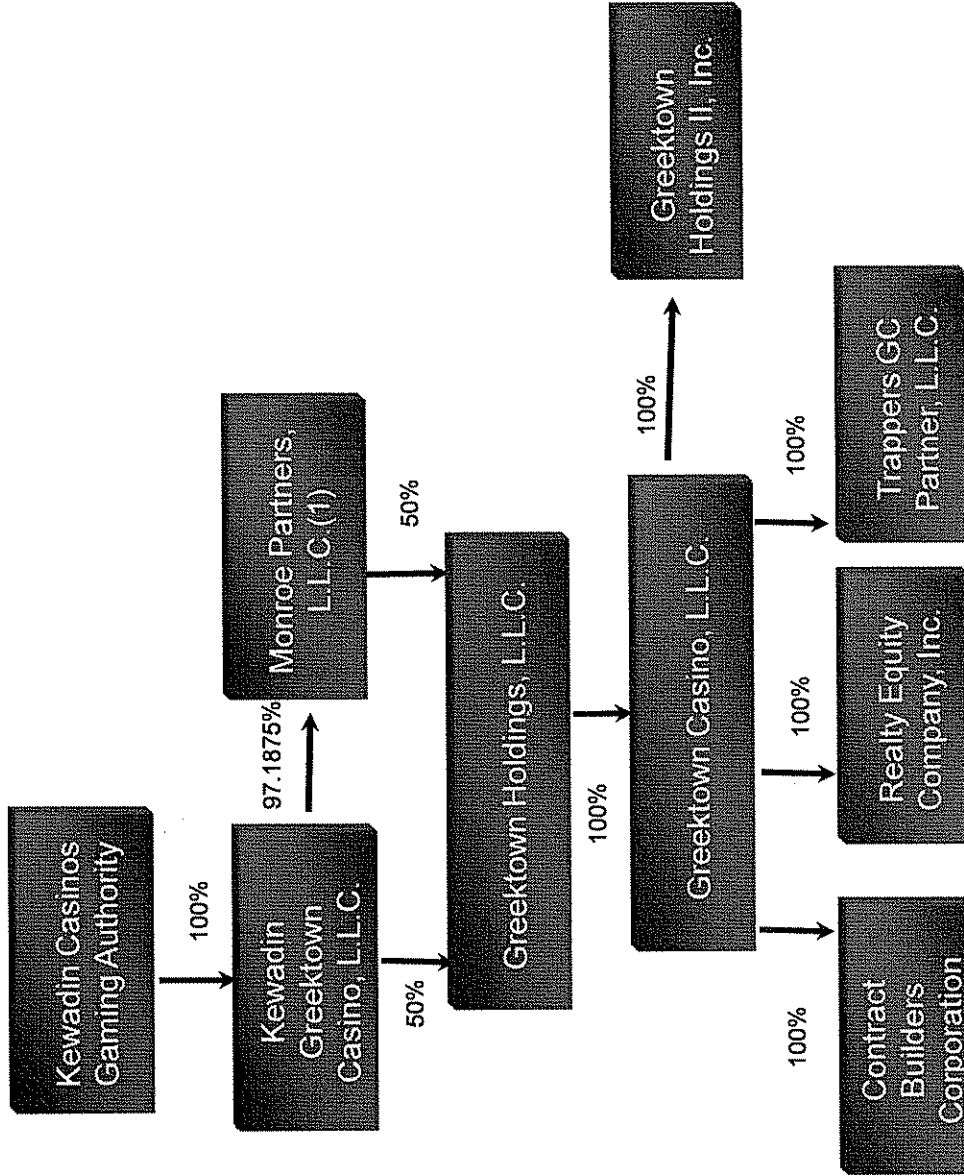 Kewadin Casinos
Gaming Authority
100%
Kewadin
Greektown
Casino, L.L.C.
97.1875%
Monroe Partners,
L.L.C. (1)
50%
50%
Greektown Holdings, L.L.C.
100%
Greektown Casino, L.L.C.
100%
Greektown
Holdings II, Inc.
100%
100%
100%
Contract
Builders
Corporation
Realty Equity
Company, Inc.
Trappers GC
Partner, L.L.C.